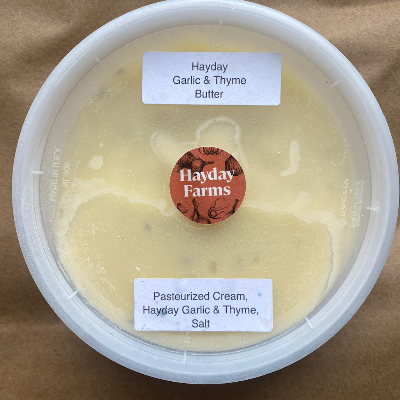 Hayday
Garlic & Thyme
Butter
Hayday
Farms
Pasteurized Cream,
Hayday Garlic & Thyme,
Salt